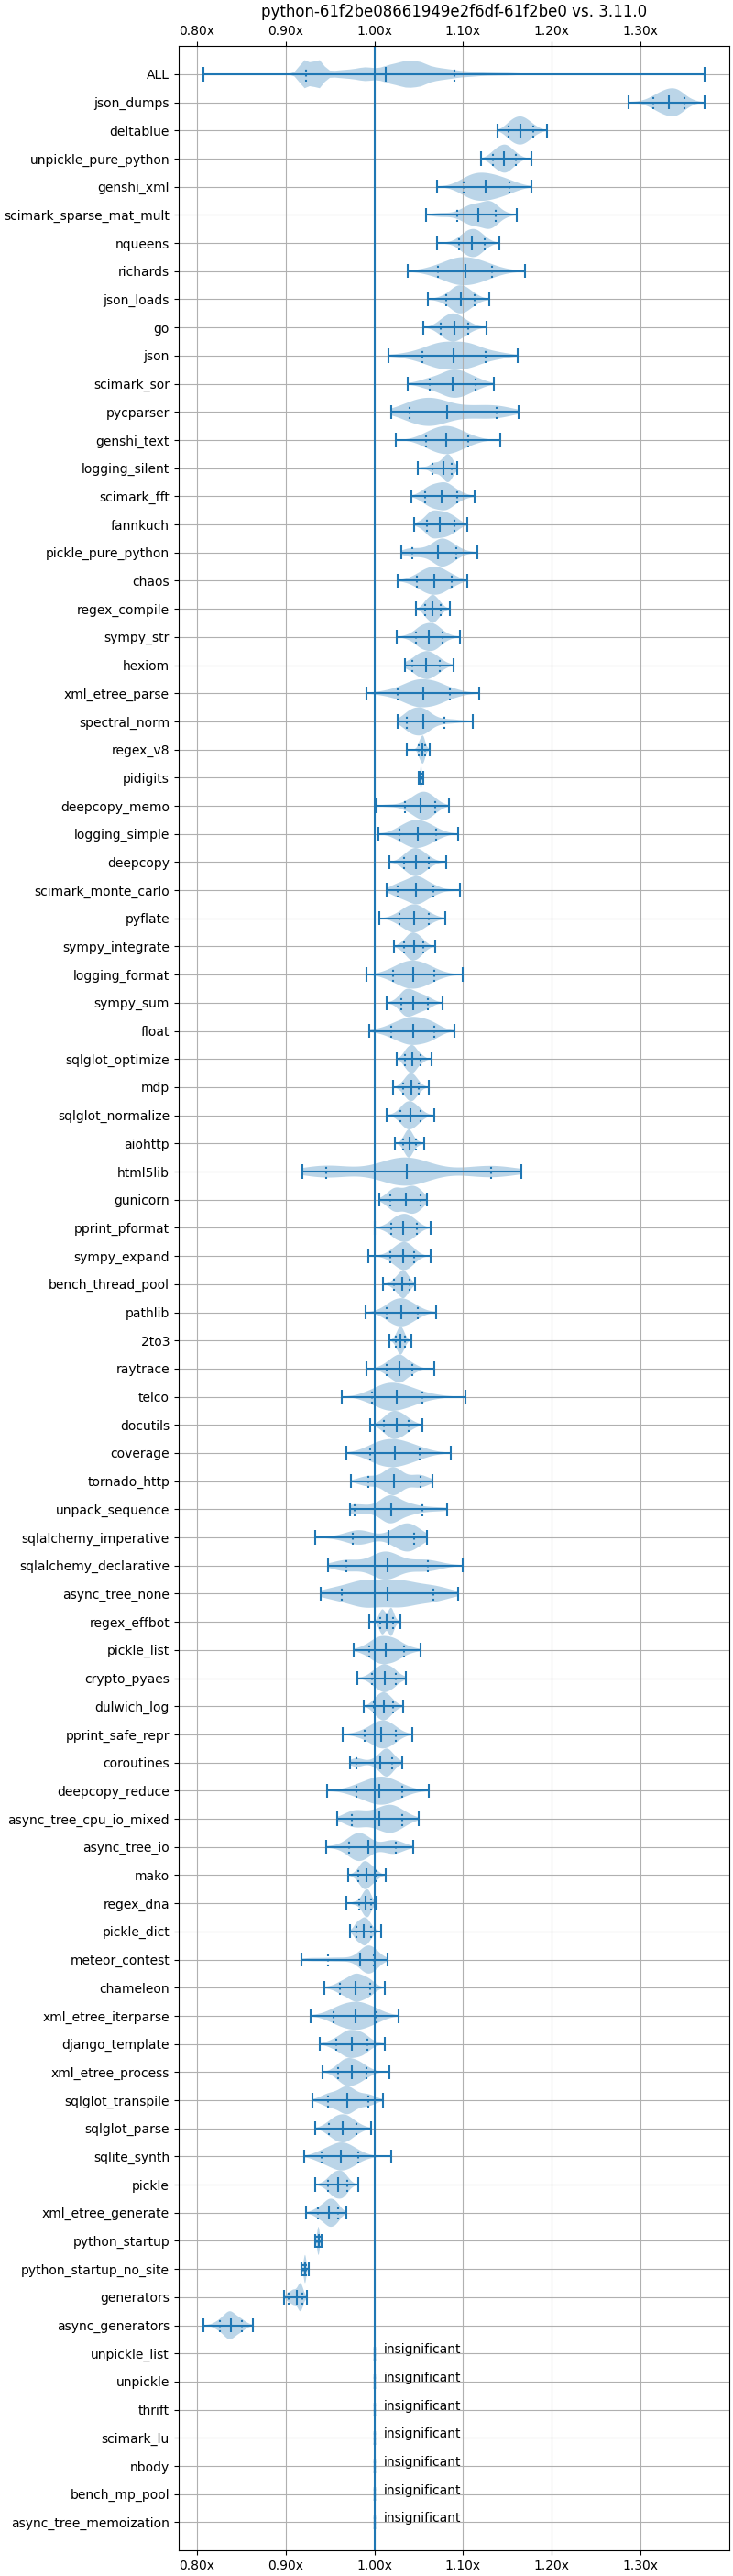 python-61f2be08661949e2f6df-61f2be0 vs. 3.11.0
0.80x 0.90x 1.00x 1.10x 1.20x 1.30x
ALL
json_dumps
deltablue
unpickle_pure_python
genshi_xml
scimark_sparse_mat_mult
nqueens
richards
json_loads
go
json
scimark_sor
pycparser
genshi_text
logging_silent
scimark_fft
fannkuch
pickle_pure_python
chaos
regex_compile
sympy_str
hexiom
xml_etree_parse
spectral_norm
regex_v8
pidigits
deepcopy_memo
logging_simple
deepcopy
scimark_monte_carlo
pyflate
sympy_integrate
logging_format
sympy_sum
float
sqlglot_optimize
mdp
sqlglot_normalize
aiohttp
html5lib
gunicorn
pprint_pformat
sympy_expand
bench_thread_pool
pathlib
2to3
raytrace
telco
docutils
coverage
tornado_http
unpack_sequence
sqlalchemy_imperative
sqlalchemy_declarative
async_tree_none
regex_effbot
pickle_list
crypto_pyaes
dulwich_log
pprint_safe_repr
coroutines
deepcopy_reduce
async_tree_cpu_io_mixed
async_tree_io
mako
regex_dna
pickle_dict
meteor_contest
chameleon
xml_etree_iterparse
django_template
xml_etree_process
sqlglot_transpile
sqlglot_parse
sqlite_synth
pickle
xml_etree_generate
python_startup
python_startup_no_site
generators
async_generators
unpickle_list insignificant
unpickle insignificant
thrift insignificant
scimark_lu insignificant
nbody insignificant
bench_mp_pool insignificant
async_tree_memoization insignificant
0.80x 0.90x 1.00x 1.10x 1.20x 1.30x